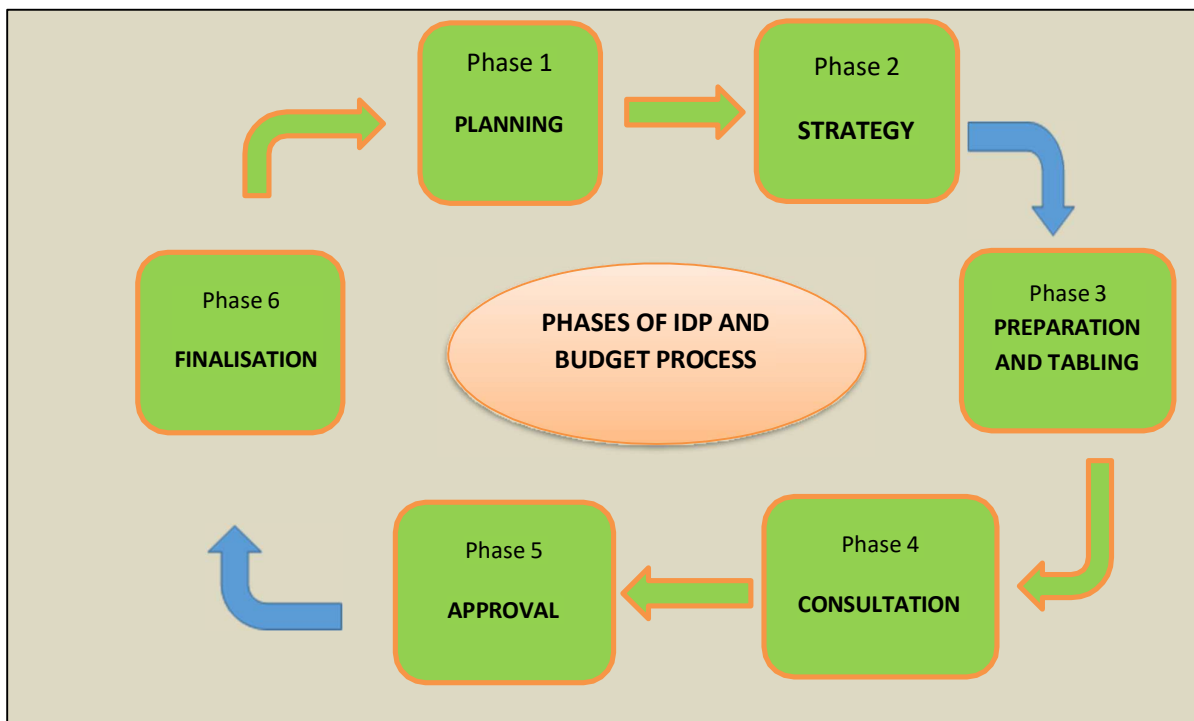 Phase 1
PLANNING
Phase 2
STRATEGY
Phase 3
PREPARATION
AND TABLING
Phase 4
CONSULTATION
Phase 5
APPROVAL
Phase 6
FINALISATION
PHASES OF IDP AND
BUDGET PROCESS